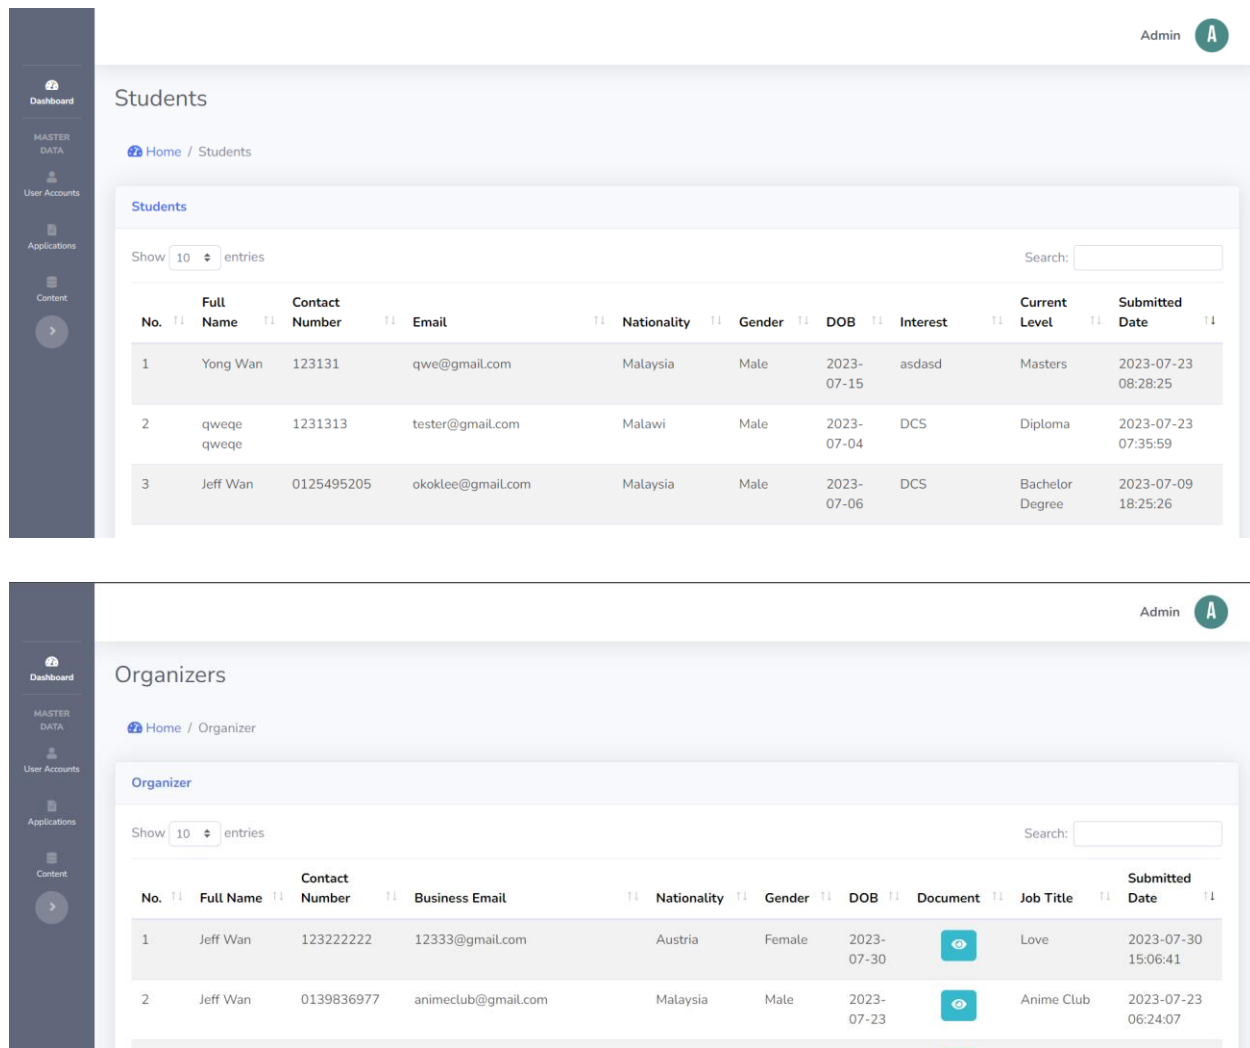 Admin A
Dashboard
Students
MASTER
DATA
Home / Students
User Accounts
Students
Applications
Show 10 entries Search:
Content
Full Contact Current Submitted
No. Name Number Email Nationality Gender DOB Interest Level Date
1 Yong Wan 123131 qwe@gmail.com Malaysia Male 2023- asdasd Masters 2023-07-23
07-15 08:28:25
2 qweqe 1231313 tester@gmail.com Malawi Male 2023- DCS Diploma 2023-07-23
qweqe 07-04 07:35:59
3 Jeff Wan 0125495205 okoklee@gmail.com Malaysia Male 2023- DCS Bachelor 2023-07-09
07-06 Degree 18:25:26
Admin A
Dashboard
Organizers
MASTER
DATA
Home / Organizer
User Accounts
Organizer
Applications
Show 10 entries Search:
Content
Contact Submitted
No. Full Name Number Business Email Nationality Gender DOB Document Job Title Date
1 Jeff Wan 123222222 12333@gmail.com Austria Female 2023- Love 2023-07-30
07-30 15:06:41
2 Jeff Wan 0139836977 animeclub@gmail.com Malaysia Male 2023- Anime Club 2023-07-23
07-23 06:24:07